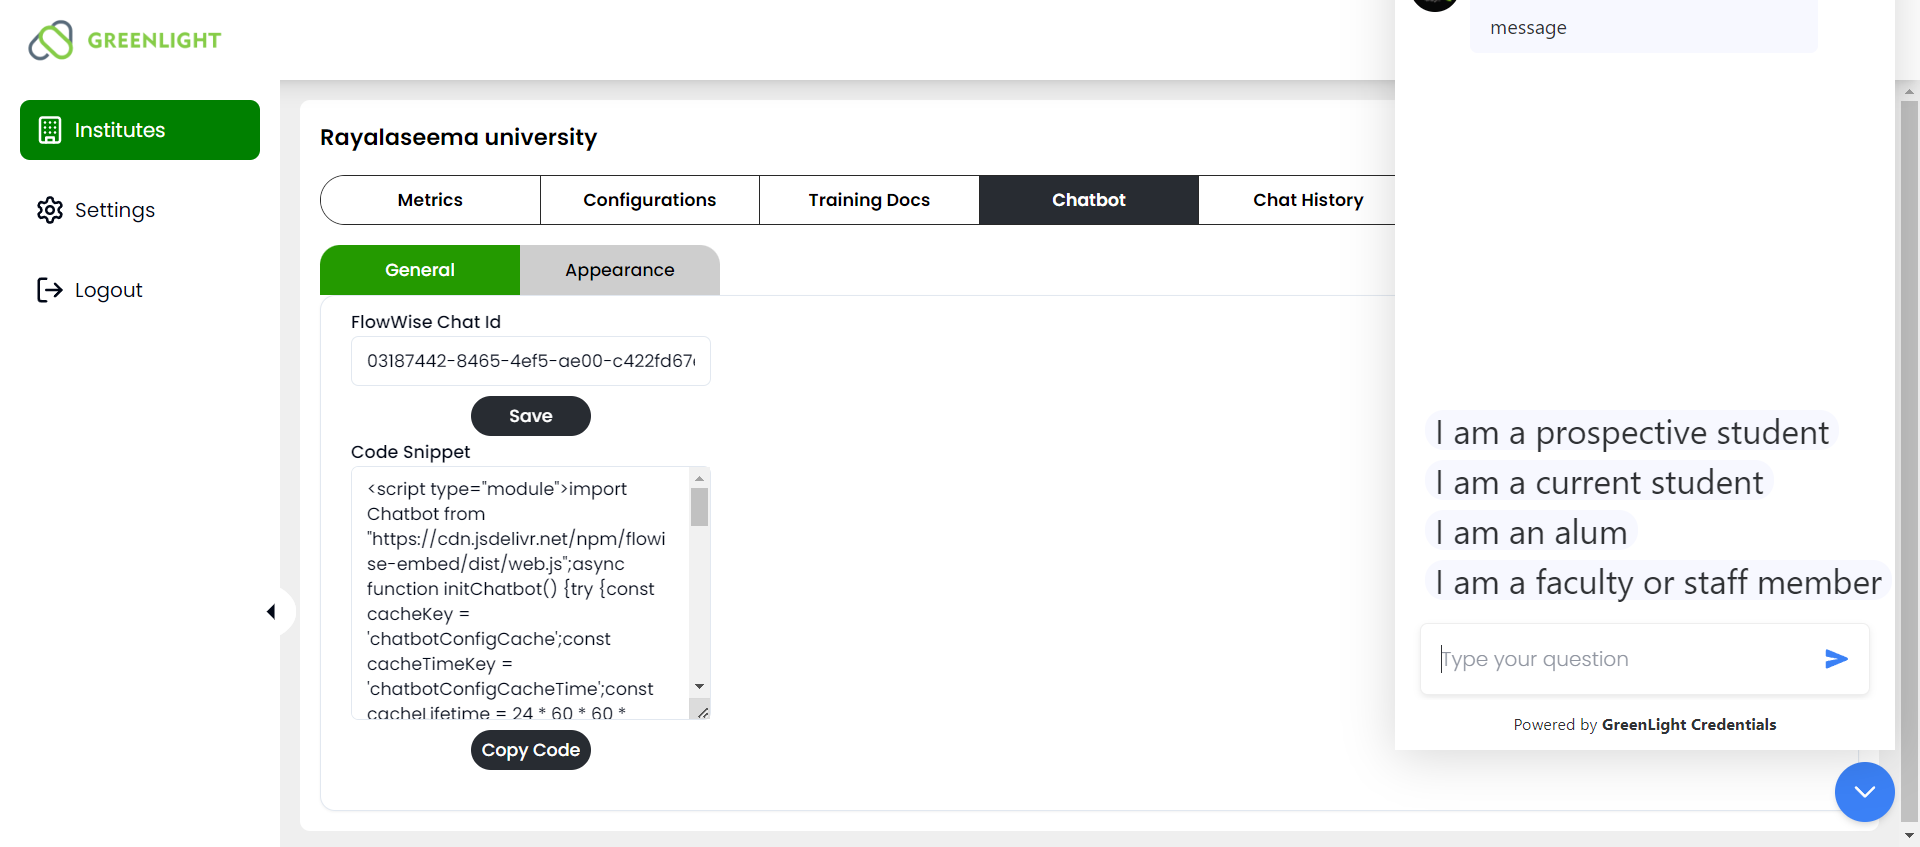 GREENLIGHT
Institutes
Settings
Logout
Rayalaseema university
Metrics
Configurations
Training Docs
Chatbot
Chat History
General
Appearance
FlowWise Chat Id
03187442-8465-4ef5-ae00-c422fd67
Save
Code Snippet
<script type="module">import
Chatbot from
"https://cdn.jsdelivr.net/npm/flowi
se-embed/dist/web.js";async
function initChatbot() {try {const
cacheKey =
'chatbotConfigCache';const
cacheTimeKey =
'chatbotConfigCacheTime';const
cacheLifetime = 24 * 60 * 60 *
Copy Code
message
I am a prospective student
I am a current student
I am an alum
I am a faculty or staff member
Type your question
Powered by GreenLight Credentials